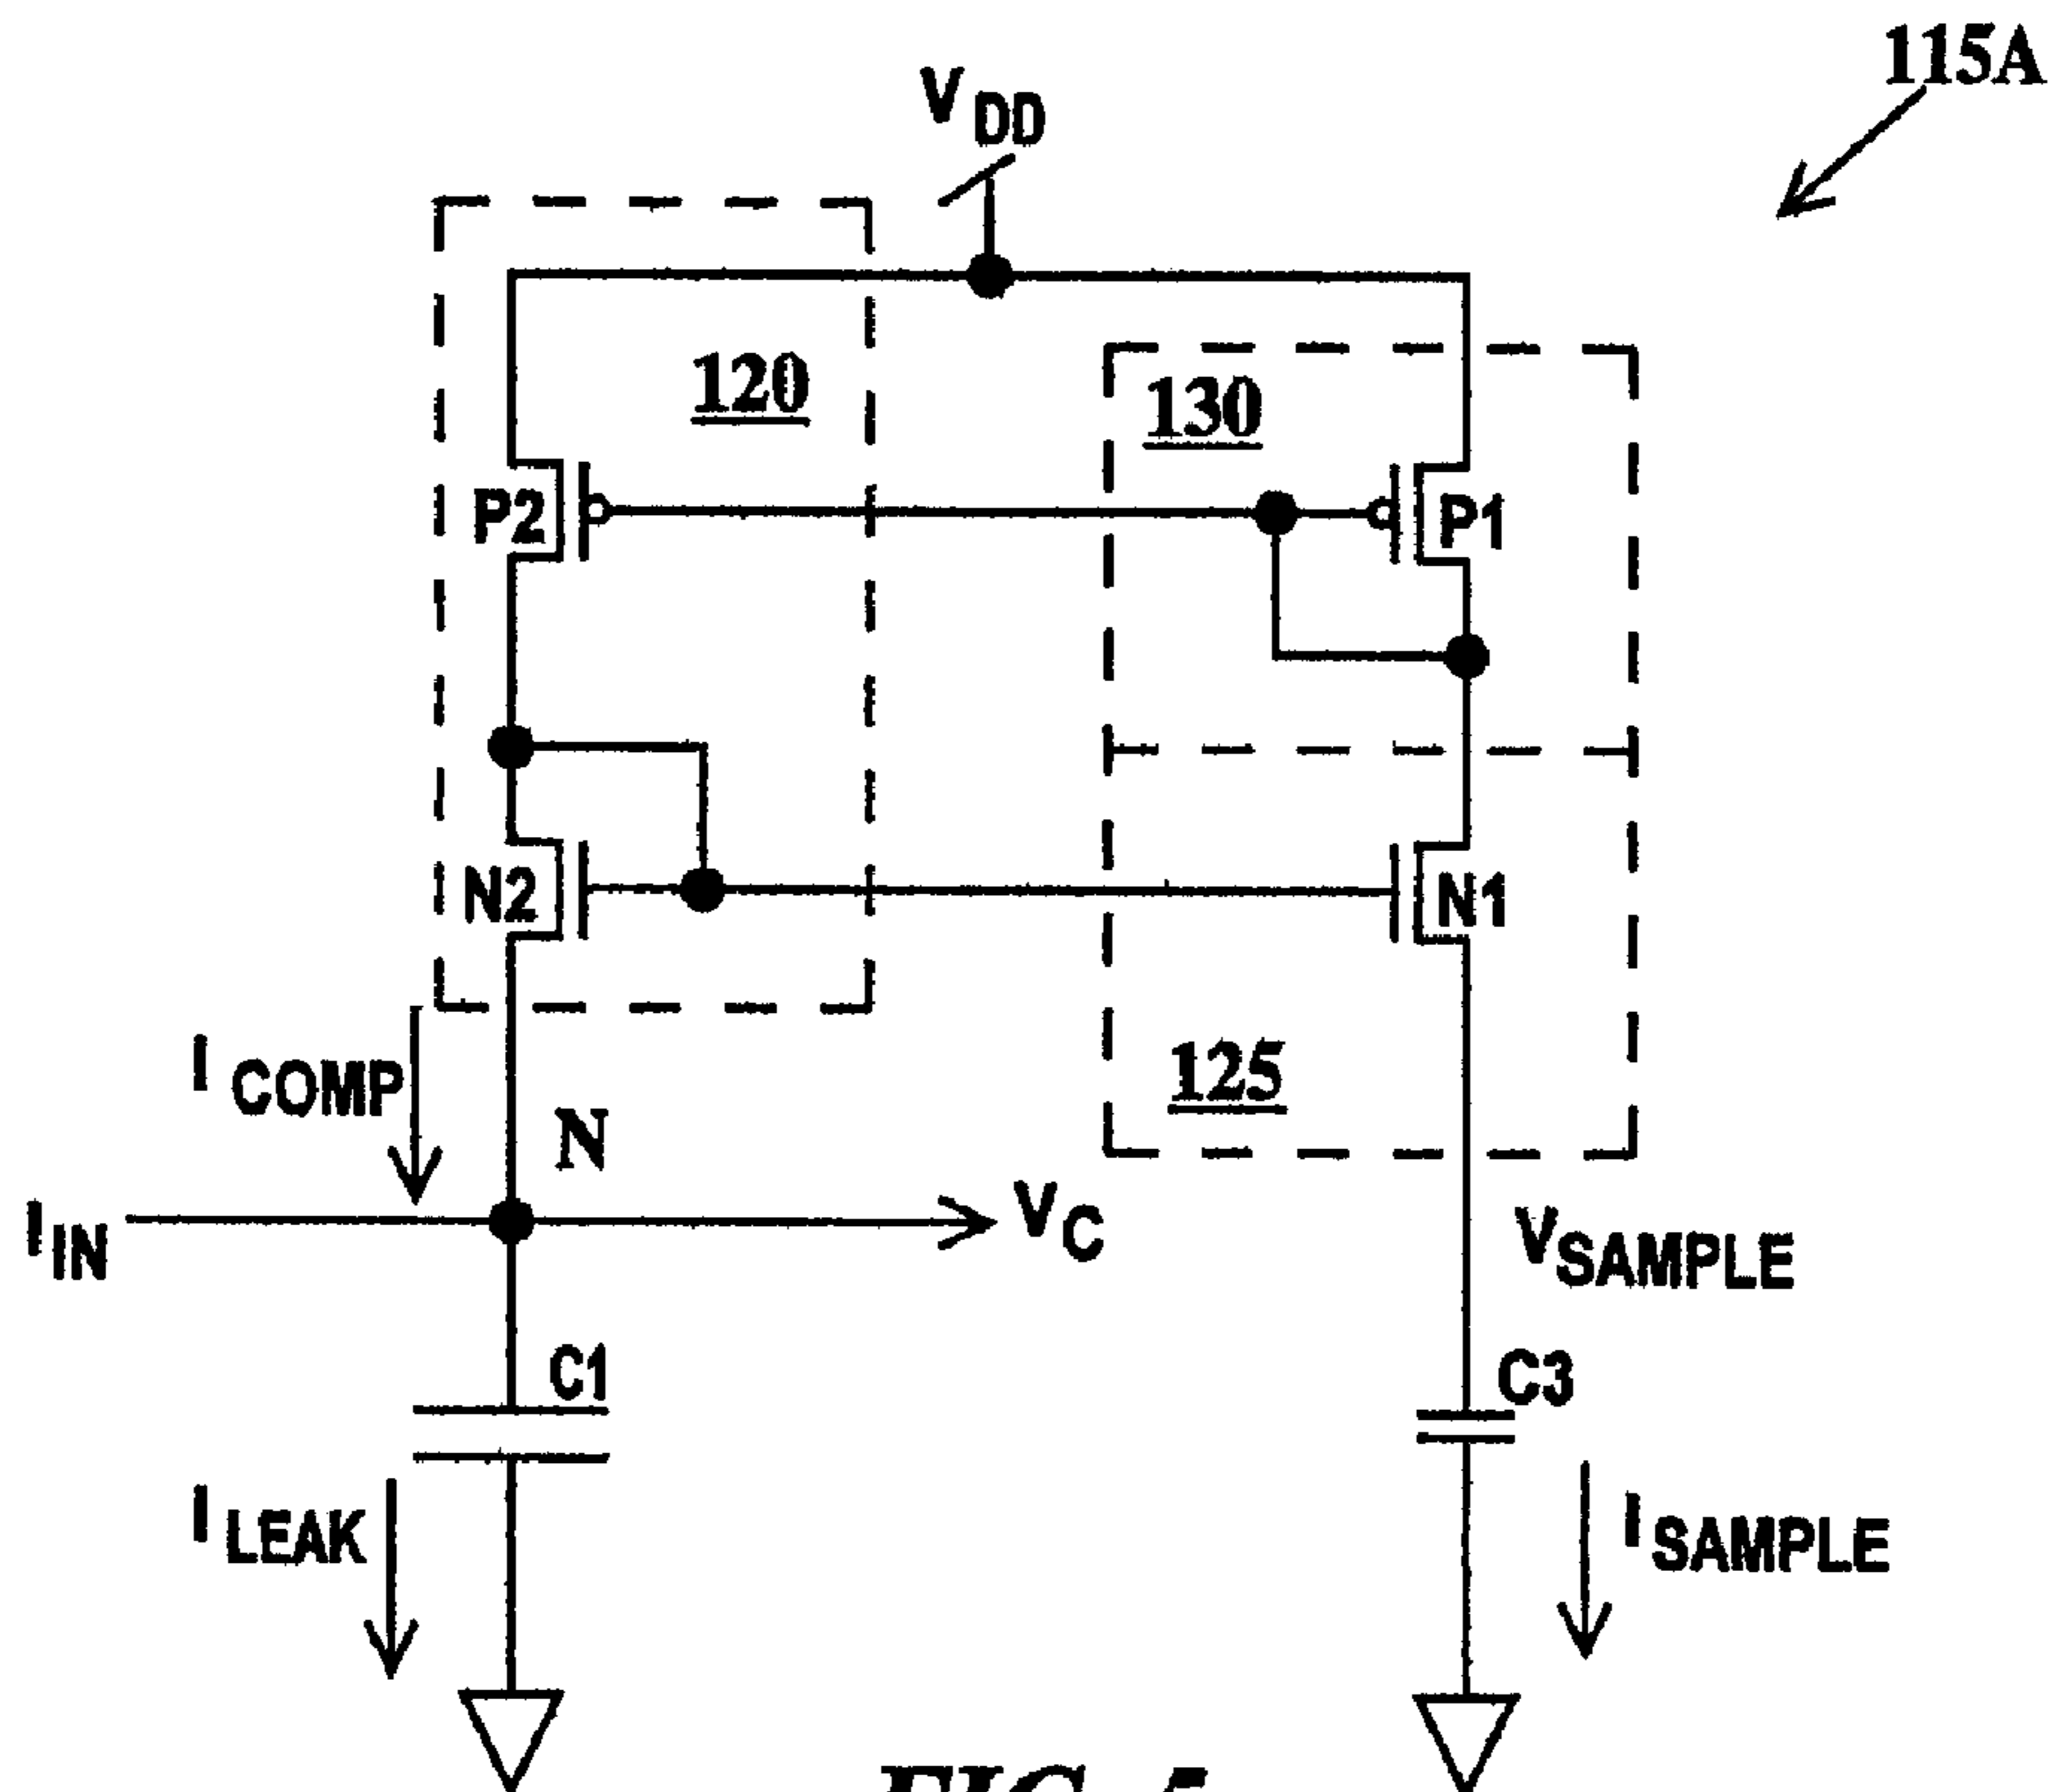 115A
VDD
120
130
P2
P1
N2
N1
ICOMP
125
N
IIN
VC
VSAMPLE
C1
C3
ILEAK
ISAMPLE